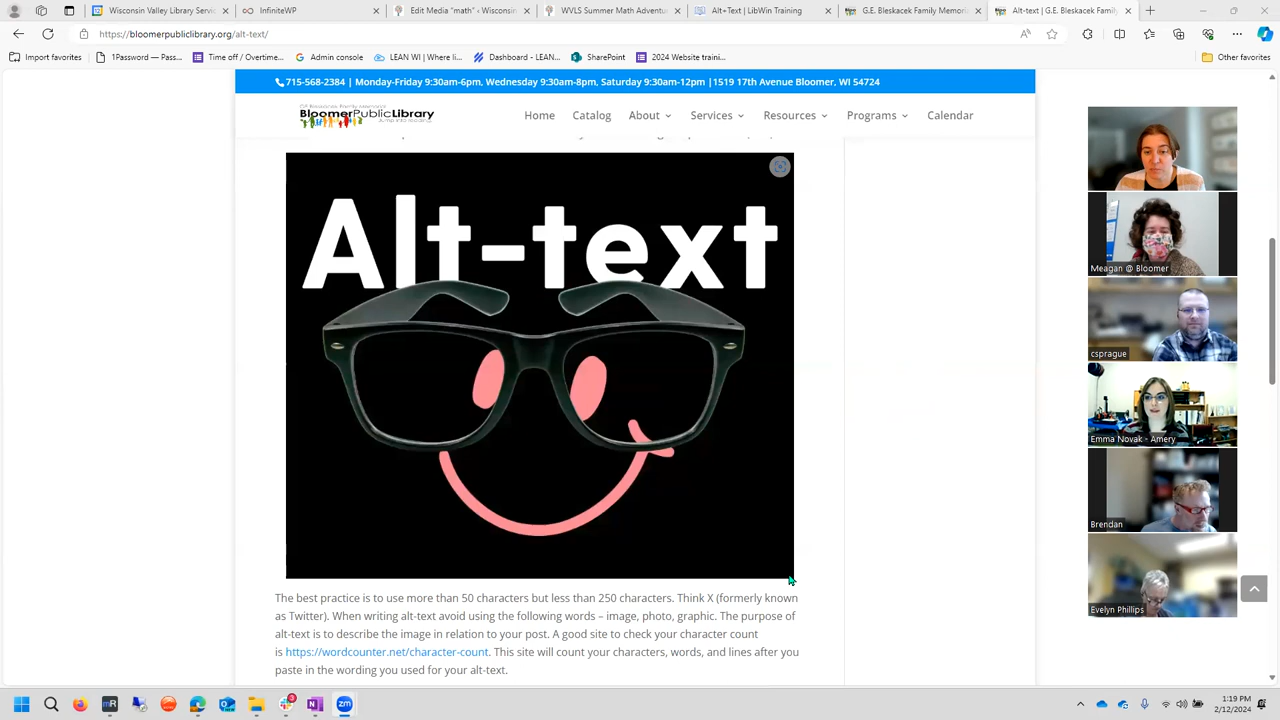 Wisconsin Valley Library Servic
InfiniteWP
Edit Media "math" ‹ Wisconsin
WVLS Summer Math Adventur
Alt+Text | LibWin Training
G.E. Bleskacek Family Memoria
Alt-text | G.E. Bleskacek Family
https://bloomerpubliclibrary.org/alt-text/
Import favorites
1Password — Pass...
Time off / Overtime...
Admin console
LEAN WI | Where li...
Dashboard - LEAN...
SharePoint
2024 Website traini...
Other favorites
715-568-2384 | Monday-Friday 9:30am-6pm, Wednesday 9:30am-8pm, Saturday 9:30am-12pm |1519 17th Avenue Bloomer, WI 54724
BloomerPublicLibrary
Home
Catalog
About
Services
Resources
Programs
Calendar
Alt-text
The best practice is to use more than 50 characters but less than 250 characters. Think X (formerly known
as Twitter). When writing alt-text avoid using the following words – image, photo, graphic. The purpose of
alt-text is to describe the image in relation to your post. A good site to check your character count
is https://wordcounter.net/character-count. This site will count your characters, words, and lines after you
paste in the wording you used for your alt-text.
Meagan @ Bloomer
csprague
Emma Novak - Amery
Brendan
Evelyn Phillips
3
zm
1:19 PM
2/12/2024